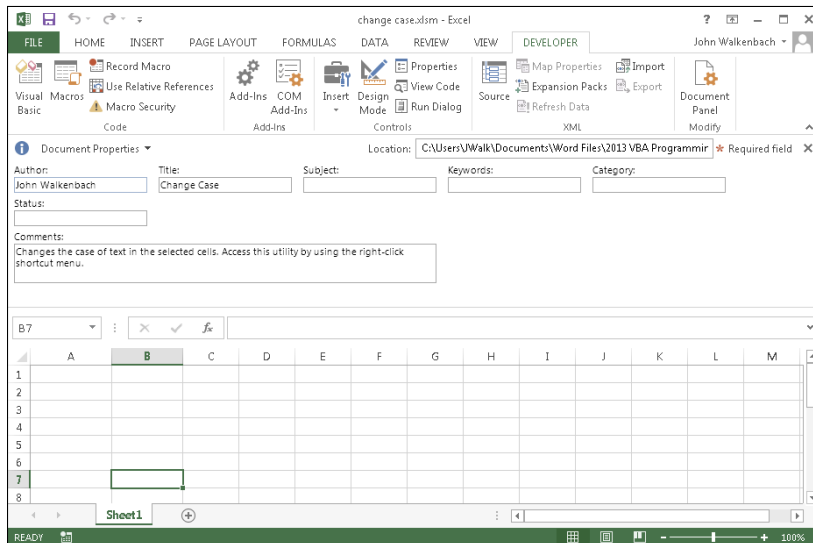 change case.xlsm - Excel
FILE HOME INSERT PAGE LAYOUT FORMULAS DATA REVIEW VIEW DEVELOPER John Walkenbach
Visual Basic
Macros
Record Macro
Use Relative References
Macro Security
Code
Add-Ins
COM Add-Ins
Add-Ins
Insert
Design Mode
Properties
View Code
Run Dialog
Controls
Source
Map Properties
Expansion Packs
Refresh Data
Import
Export
XML
Document Panel
Modify
Document Properties Location: C:\Users\JWalk\Documents\Word Files\2013 VBA Programmir * Required field
Author: Title: Subject: Keywords: Category:
John Walkenbach Change Case
Status:
Comments:
Changes the case of text in the selected cells. Access this utility by using the right-click
shortcut menu.
B7 fx
A B C D E F G H I J K L M
1
2
3
4
5
6
7
8
Sheet1
READY 100%